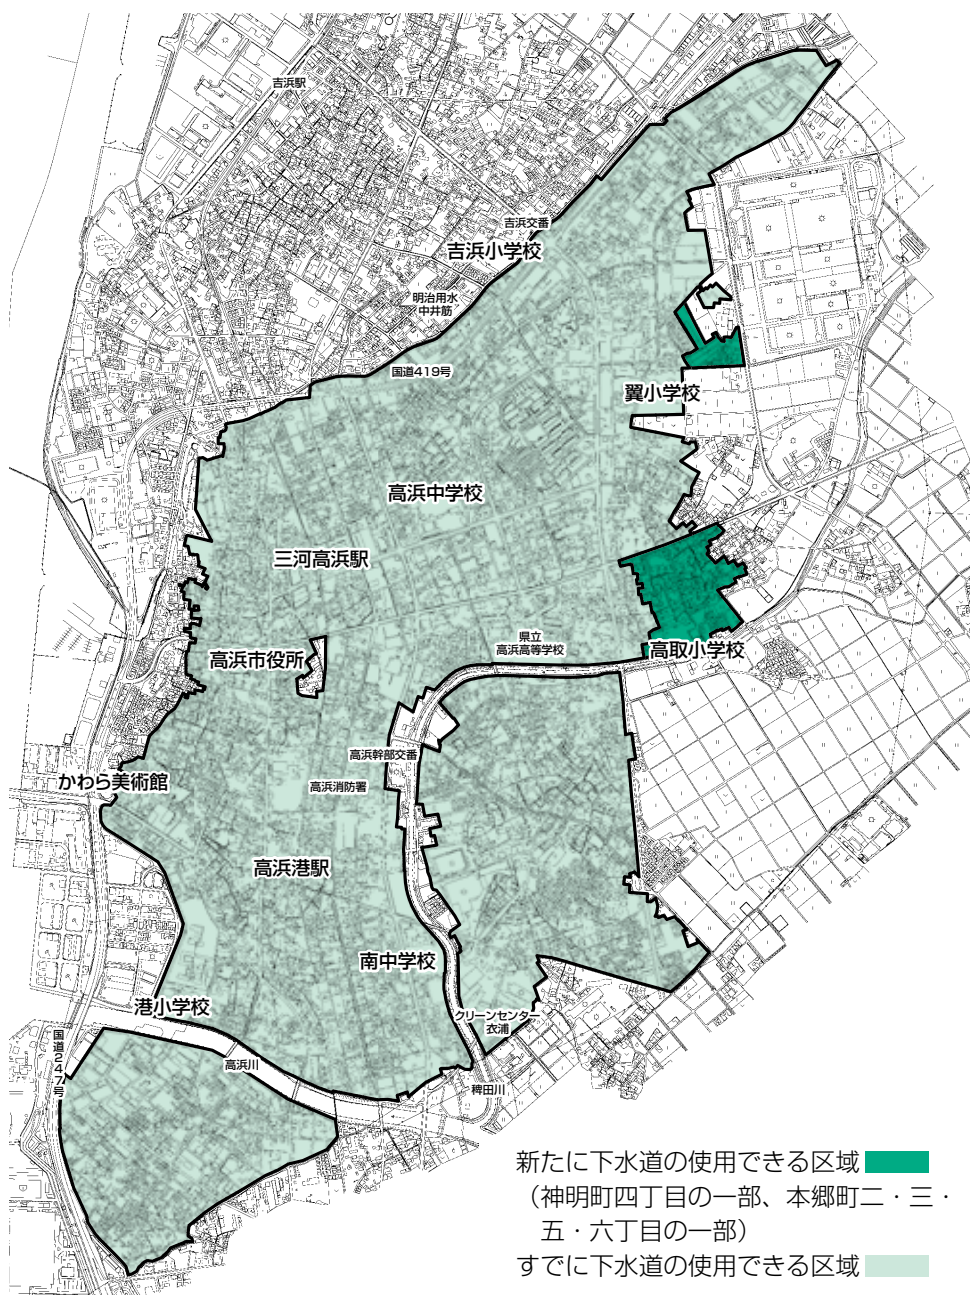 吉浜駅
吉浜交番
吉浜小学校
明治用水
中井筋
国道419号
翼小学校
高浜中学校
三河高浜駅
県立
高浜高等学校
高取小学校
高浜市役所
高浜幹部交番
かわら美術館
高浜消防署
高浜港駅
南中学校
港小学校
クリーンセンター
衣浦
国道247号
高浜川
稗田川
新たに下水道の使用できる区域
（神明町四丁目の一部、本郷町二・三・
五・六丁目の一部）
すでに下水道の使用できる区域